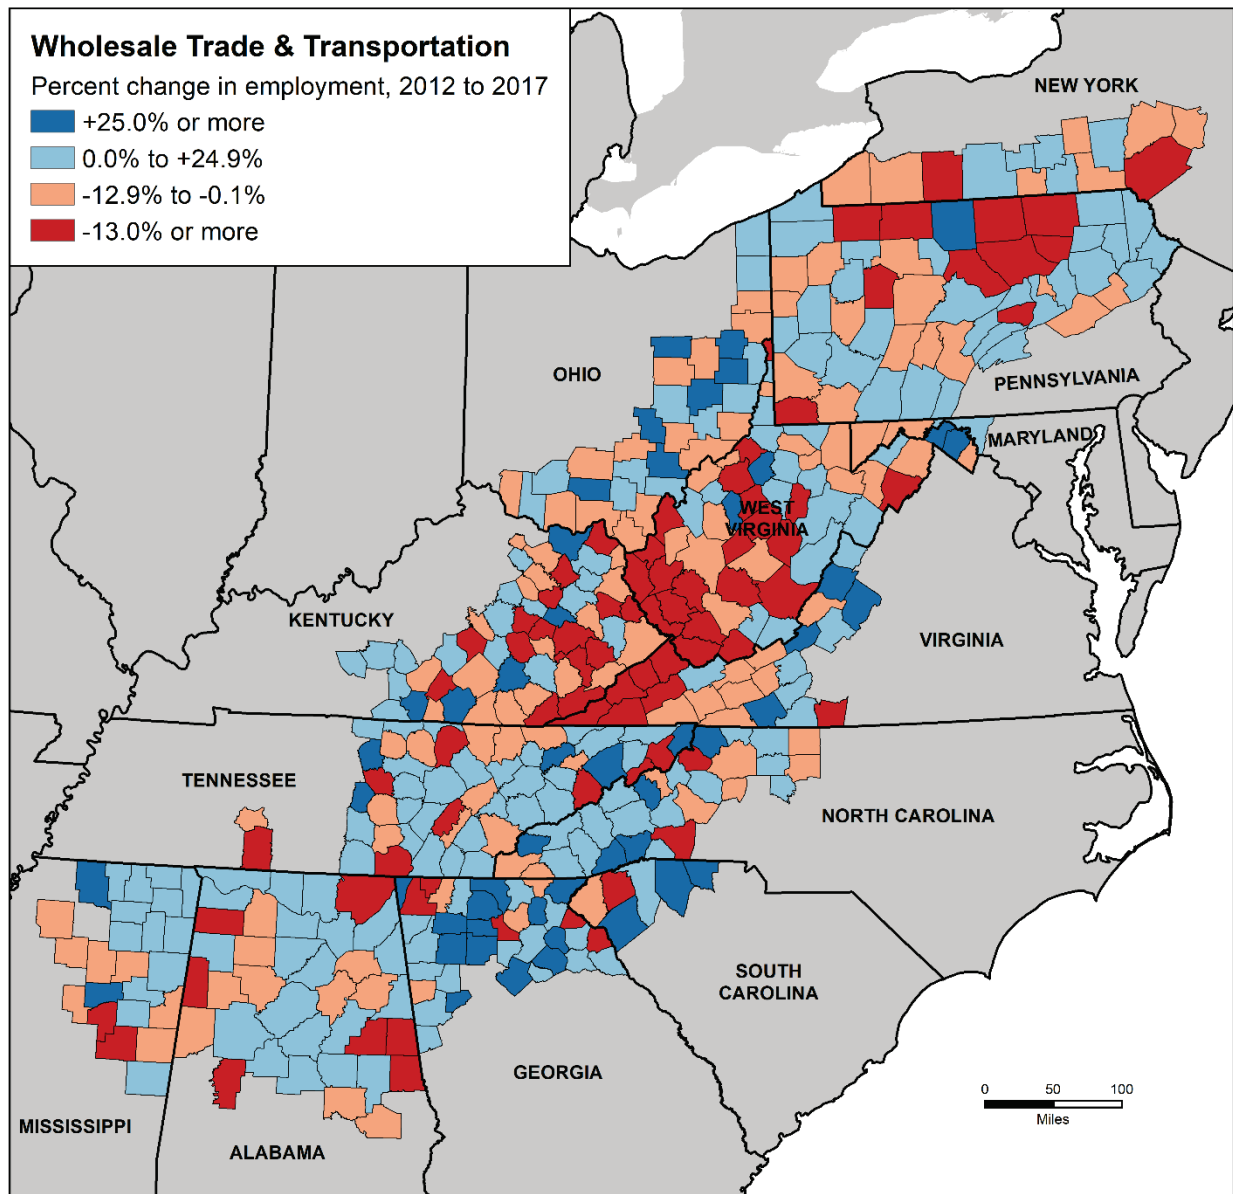 Wholesale Trade & Transportation
Percent change in employment, 2012 to 2017
+25.0% or more
0.0% to +24.9%
-12.9% to -0.1%
-13.0% or more
NEW YORK
OHIO
PENNSYLVANIA
MARYLAND
WEST
VIRGINIA
KENTUCKY
VIRGINIA
TENNESSEE
NORTH CAROLINA
SOUTH
CAROLINA
GEORGIA
MISSISSIPPI
ALABAMA
0 50 100
Miles